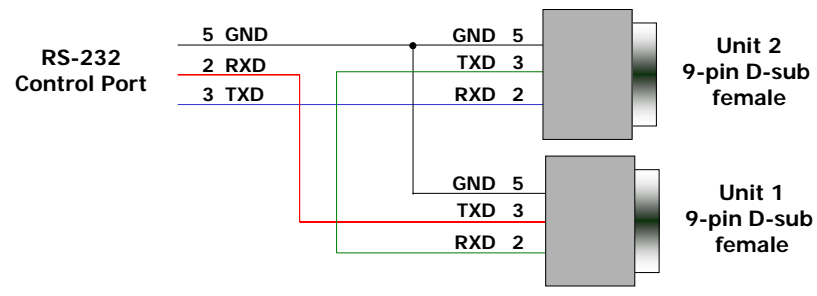 RS-232
Control Port
5 GND
2 RXD
3 TXD
GND 5
TXD 3
RXD 2
Unit 2
9-pin D-sub
female
GND 5
TXD 3
RXD 2
Unit 1
9-pin D-sub
female